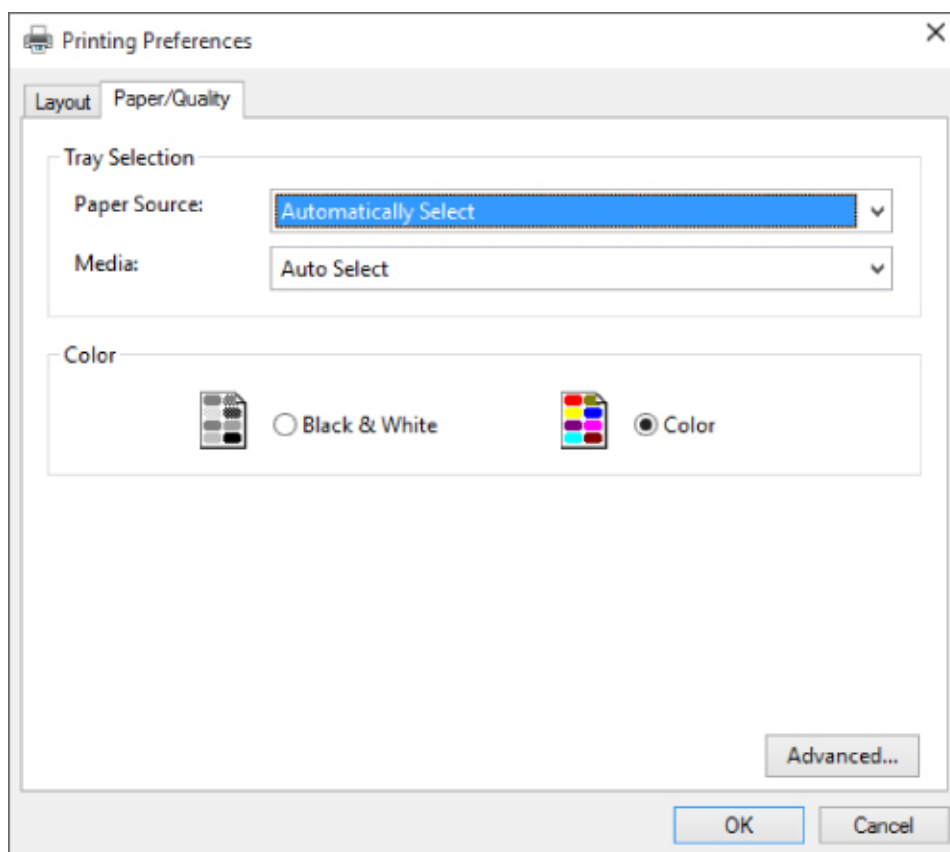 Printing Preferences
Layout Paper/Quality
Tray Selection
Paper Source: Automatically Select
Media: Auto Select
Color
Black & White Color
Advanced...
OK Cancel